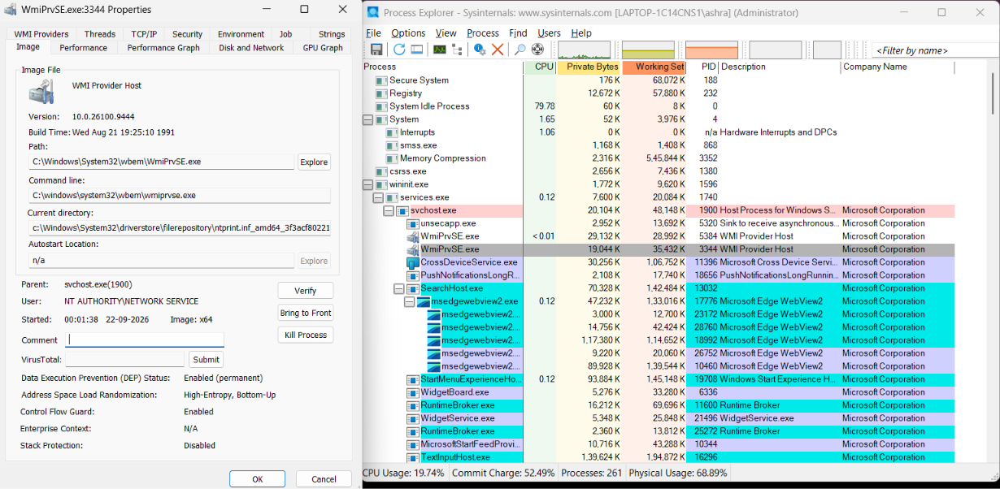 WmiPrvSE.exe:3344 Properties
WMI Providers Threads TCP/IP Security Environment Job Strings
Image Performance Performance Graph Disk and Network GPU Graph
Image File
WMI Provider Host
Version: 10.0.26100.9444
Build Time: Wed Aug 21 19:25:10 1991
Path:
C:\Windows\System32\wbem\WmiPrvSE.exe Explore
Command line:
C:\windows\system32\wbem\wmiprvse.exe
Current directory:
c:\Windows\System32\driverstore\filerepository\ntprint.inf_amd64_3f3acf80221
Autostart Location:
n/a Explore
Parent: svchost.exe(1900) Verify
User: NT AUTHORITY\NETWORK SERVICE
Bring to Front
Started: 00:01:38 22-09-2026 Image: x64
Kill Process
Comment
VirusTotal: Submit
Data Execution Prevention (DEP) Status: Enabled (permanent)
Address Space Load Randomization: High-Entropy, Bottom-Up
Control Flow Guard: Enabled
Enterprise Context: N/A
Stack Protection: Disabled
OK Cancel
Process Explorer - Sysinternals: www.sysinternals.com [LAPTOP-1C14CNS1\ashra] (Administrator)
File Options View Process Find Users Help
<Filter by name>
Process CPU Private Bytes Working Set PID Description Company Name
Secure System 176 K 68,072 K 188
Registry 12,672 K 57,880 K 232
System Idle Process 79.78 60 K 8 K 0
System 1.65 52 K 3,976 K 4
Interrupts 1.06 0 K 0 K n/a Hardware Interrupts and DPCs
smss.exe 1,168 K 1,408 K 868
Memory Compression 2,316 K 5,45,844 K 3352
csrss.exe 2,656 K 7,436 K 1380
wininit.exe 1,772 K 9,620 K 1596
services.exe 0.12 7,600 K 20,084 K 1740
svchost.exe 20,104 K 48,148 K 1900 Host Process for Windows S... Microsoft Corporation
unsecapp.exe 2,952 K 13,692 K 5320 Sink to receive asynchronous... Microsoft Corporation
WmiPrvSE.exe < 0.01 29,132 K 28,992 K 5384 WMI Provider Host Microsoft Corporation
WmiPrvSE.exe 19,044 K 35,432 K 3344 WMI Provider Host Microsoft Corporation
CrossDeviceService.exe 30,256 K 1,06,752 K 11396 Microsoft Cross Device Servi... Microsoft Corporation
PushNotificationsLongR... 2,108 K 17,740 K 18656 PushNotificationsLongRunnin... Microsoft Corporation
SearchHost.exe 70,328 K 1,42,484 K 13032 Microsoft Corporation
msedgewebview2.exe 0.12 47,232 K 1,33,016 K 17776 Microsoft Edge WebView2 Microsoft Corporation
msedgewebview2.... 3,000 K 12,700 K 23172 Microsoft Edge WebView2 Microsoft Corporation
msedgewebview2.... 14,756 K 42,424 K 28760 Microsoft Edge WebView2 Microsoft Corporation
msedgewebview2.... 1,17,380 K 1,14,652 K 18992 Microsoft Edge WebView2 Microsoft Corporation
msedgewebview2.... 9,220 K 20,060 K 26752 Microsoft Edge WebView2 Microsoft Corporation
msedgewebview2.... 89,928 K 1,39,544 K 10460 Microsoft Edge WebView2 Microsoft Corporation
StartMenuExperienceHo... 0.12 93,884 K 1,45,148 K 19708 Windows Start Experience H... Microsoft Corporation
WidgetBoard.exe 5,276 K 33,280 K 6336 Microsoft Corporation
RuntimeBroker.exe 16,212 K 69,696 K 11600 Runtime Broker Microsoft Corporation
WidgetService.exe 5,348 K 25,848 K 21496 WidgetService.exe Microsoft Corporation
RuntimeBroker.exe 2,360 K 13,812 K 25272 Runtime Broker Microsoft Corporation
MicrosoftStartFeedProvi... 10,716 K 43,288 K 10344 Microsoft Corporation
TextInputHost.exe 1,39,624 K 1,94,872 K 16296 Microsoft Corporation
CPU Usage: 19.74% Commit Charge: 52.49% Processes: 261 Physical Usage: 68.89%